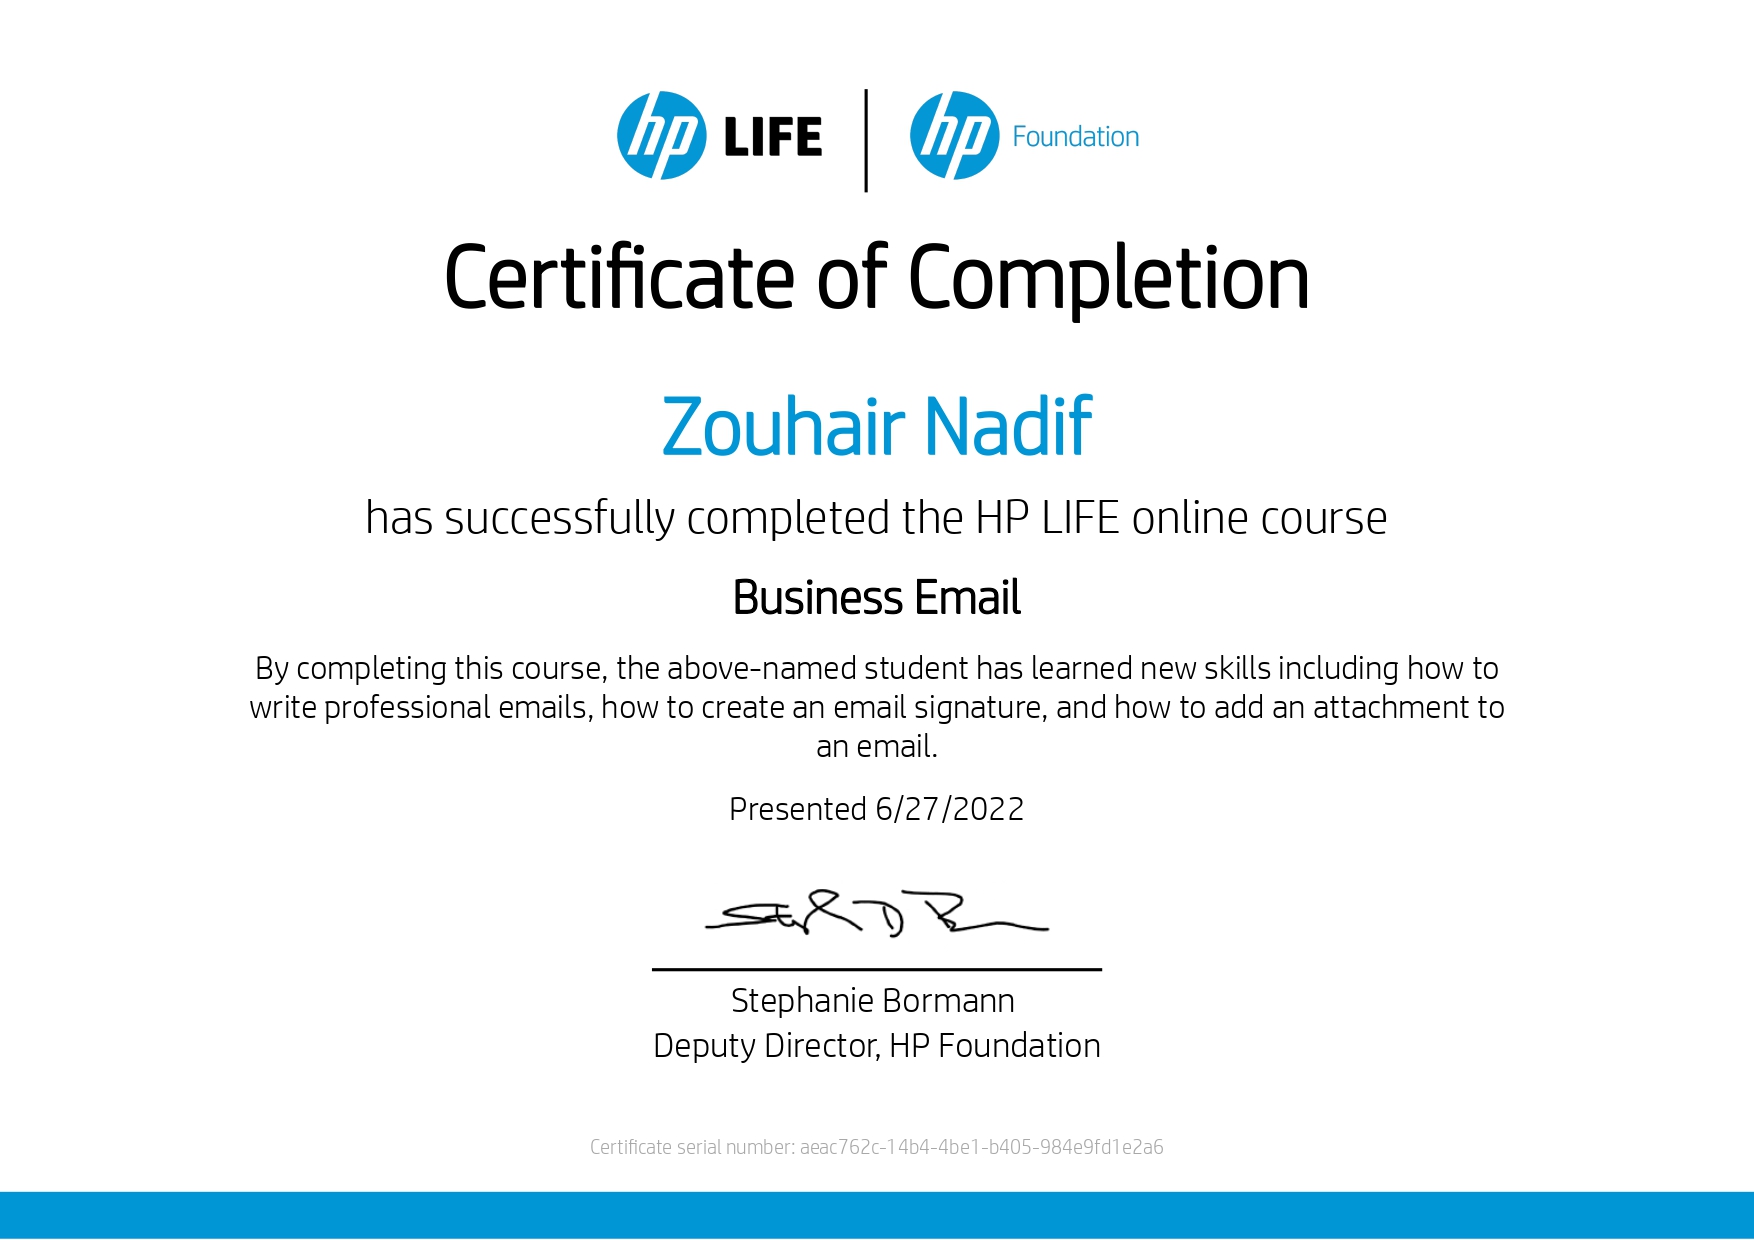 hp LIFE | hp Foundation
Certificate of Completion
Zouhair Nadif
has successfully completed the HP LIFE online course
Business Email
By completing this course, the above-named student has learned new skills including how to
write professional emails, how to create an email signature, and how to add an attachment to
an email.
Presented 6/27/2022
Stephanie Bormann
Deputy Director, HP Foundation
Certificate serial number: aeac762c-14b4-4be1-b405-984e9fd1e2a6